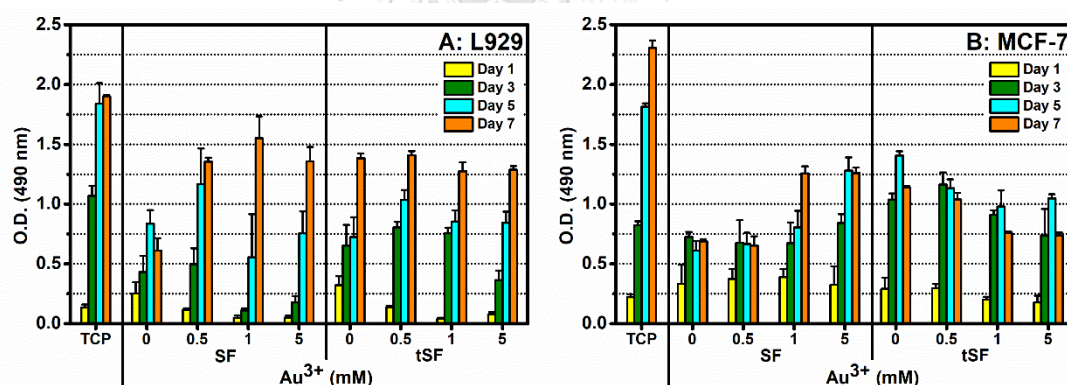 A: L929
Day 1
Day 3
Day 5
Day 7
2.5
2.0
1.5
1.0
0.5
0.0
O.D. (490 nm)
TCP 0 0.5 1 5 0 0.5 1 5
SF tSF
Au³⁺ (mM)
B: MCF-7
Day 1
Day 3
Day 5
Day 7
2.5
2.0
1.5
1.0
0.5
0.0
O.D. (490 nm)
TCP 0 0.5 1 5 0 0.5 1 5
SF tSF
Au³⁺ (mM)